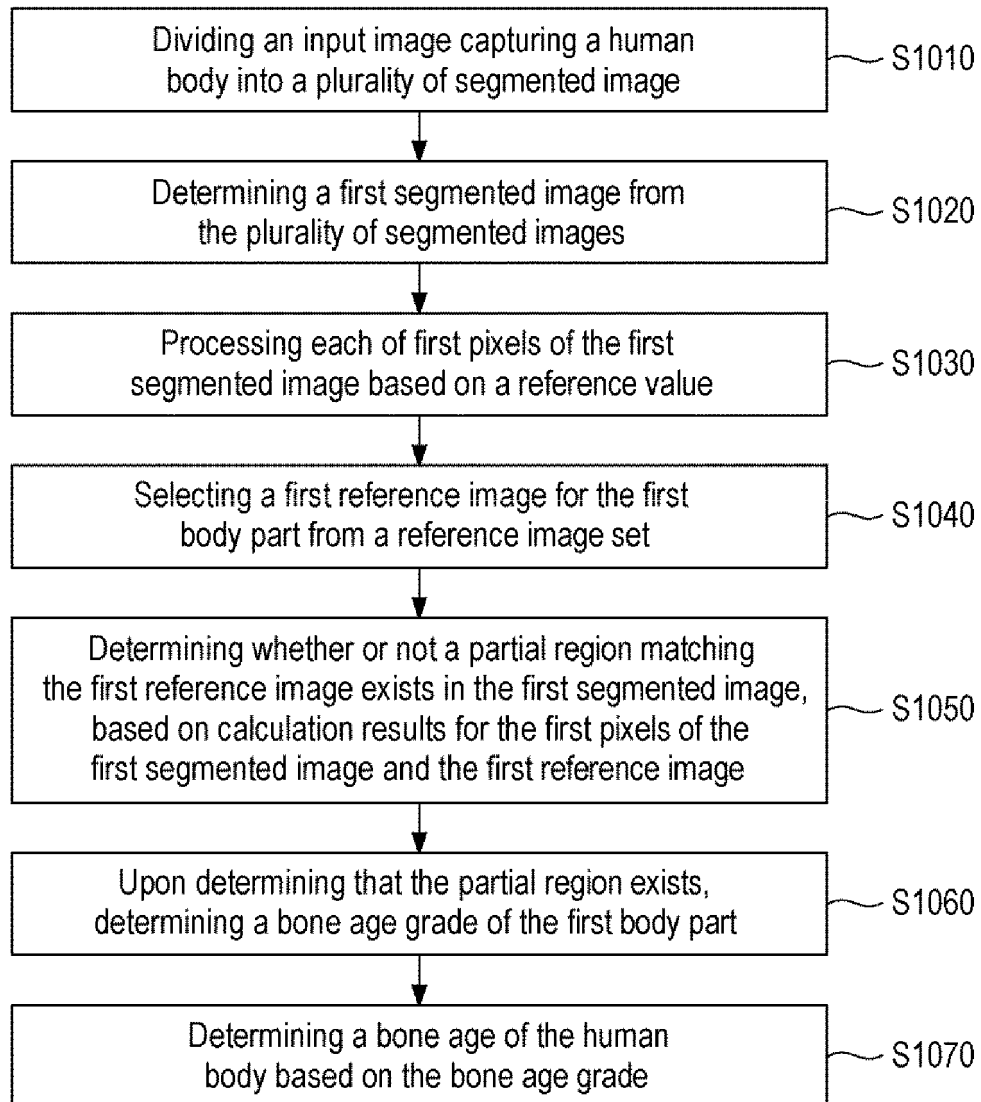 Dividing an input image capturing a human
body into a plurality of segmented image
S1010
Determining a first segmented image from
the plurality of segmented images
S1020
Processing each of first pixels of the first
segmented image based on a reference value
S1030
Selecting a first reference image for the first
body part from a reference image set
S1040
Determining whether or not a partial region matching
the first reference image exists in the first segmented image,
based on calculation results for the first pixels of the
first segmented image and the first reference image
S1050
Upon determining that the partial region exists,
determining a bone age grade of the first body part
S1060
Determining a bone age of the human
body based on the bone age grade
S1070